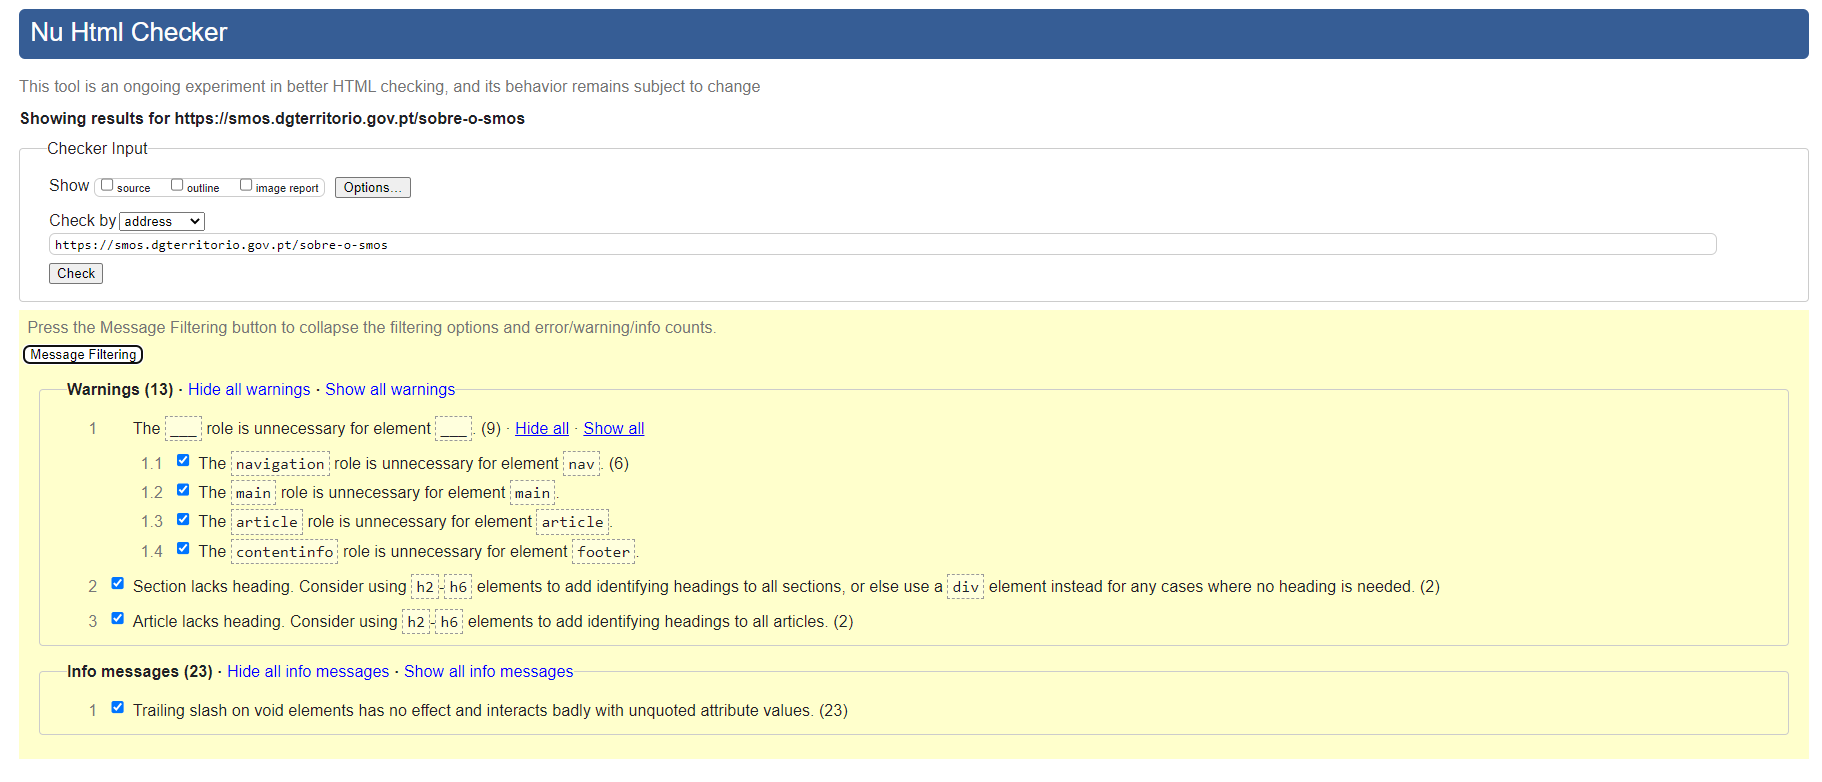 Nu Html Checker
This tool is an ongoing experiment in better HTML checking, and its behavior remains subject to change
Showing results for https://smos.dgterritorio.gov.pt/sobre-o-smos
Checker Input
Show source outline image report Options...
Check by address
https://smos.dgterritorio.gov.pt/sobre-o-smos
Check
Press the Message Filtering button to collapse the filtering options and error/warning/info counts.
Message Filtering
Warnings (13) · Hide all warnings · Show all warnings
1 The ___ role is unnecessary for element ___. (9) · Hide all · Show all
1.1 The navigation role is unnecessary for element nav. (6)
1.2 The main role is unnecessary for element main.
1.3 The article role is unnecessary for element article.
1.4 The contentinfo role is unnecessary for element footer.
2 Section lacks heading. Consider using h2-h6 elements to add identifying headings to all sections, or else use a div element instead for any cases where no heading is needed. (2)
3 Article lacks heading. Consider using h2-h6 elements to add identifying headings to all articles. (2)
Info messages (23) · Hide all info messages · Show all info messages
1 Trailing slash on void elements has no effect and interacts badly with unquoted attribute values. (23)